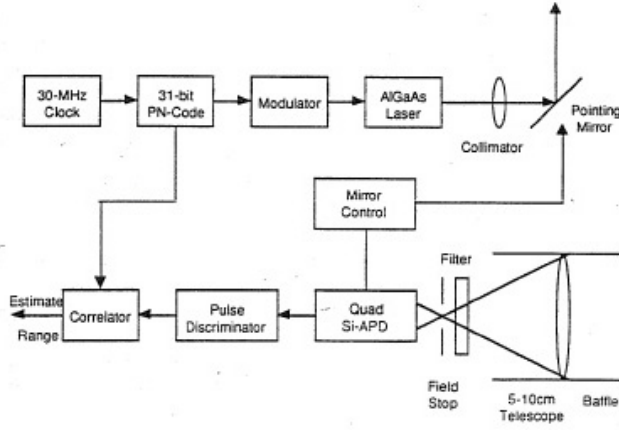 30-MHz
Clock
31-bit
PN-Code
Modulator
AlGaAs
Laser
Collimator
Pointing
Mirror
Mirror
Control
Filter
Estimate
Range
Correlator
Pulse
Discriminator
Quad
Si-APD
Field
Stop
5-10cm
Telescope
Baffle